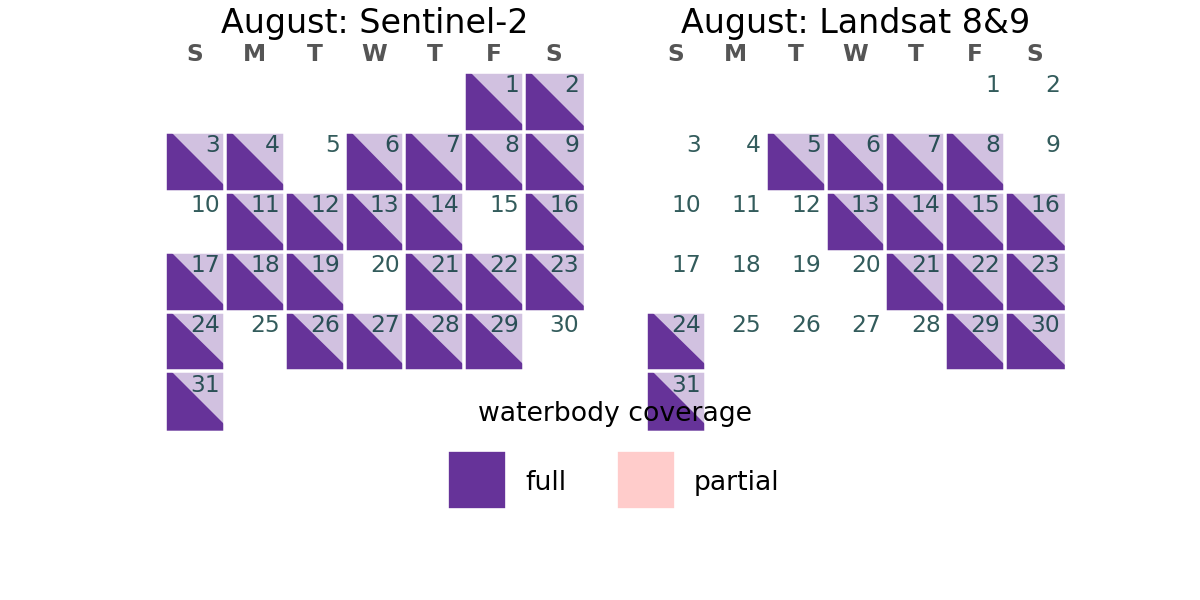 August: Sentinel-2
S M T W T F S
1 2
3 4 5 6 7 8 9
10 11 12 13 14 15 16
17 18 19 20 21 22 23
24 25 26 27 28 29 30
31
August: Landsat 8&9
S M T W T F S
1 2
3 4 5 6 7 8 9
10 11 12 13 14 15 16
17 18 19 20 21 22 23
24 25 26 27 28 29 30
31
waterbody coverage
full partial